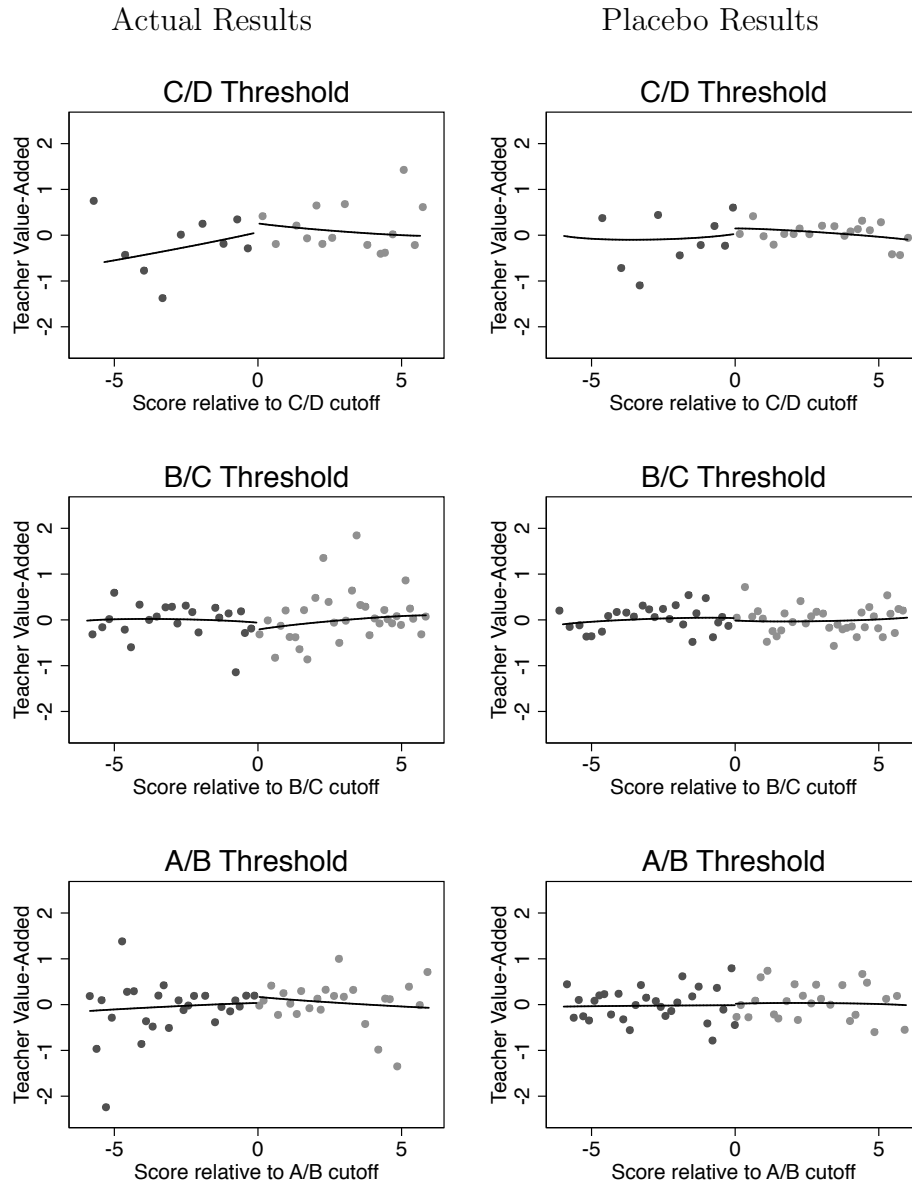 Actual Results
Placebo Results
C/D Threshold
Teacher Value-Added
2
1
0
-1
-2
-5
0
5
Score relative to C/D cutoff
C/D Threshold
Teacher Value-Added
2
1
0
-1
-2
-5
0
5
Score relative to C/D cutoff
B/C Threshold
Teacher Value-Added
2
1
0
-1
-2
-5
0
5
Score relative to B/C cutoff
B/C Threshold
Teacher Value-Added
2
1
0
-1
-2
-5
0
5
Score relative to B/C cutoff
A/B Threshold
Teacher Value-Added
2
1
0
-1
-2
-5
0
5
Score relative to A/B cutoff
A/B Threshold
Teacher Value-Added
2
1
0
-1
-2
-5
0
5
Score relative to A/B cutoff